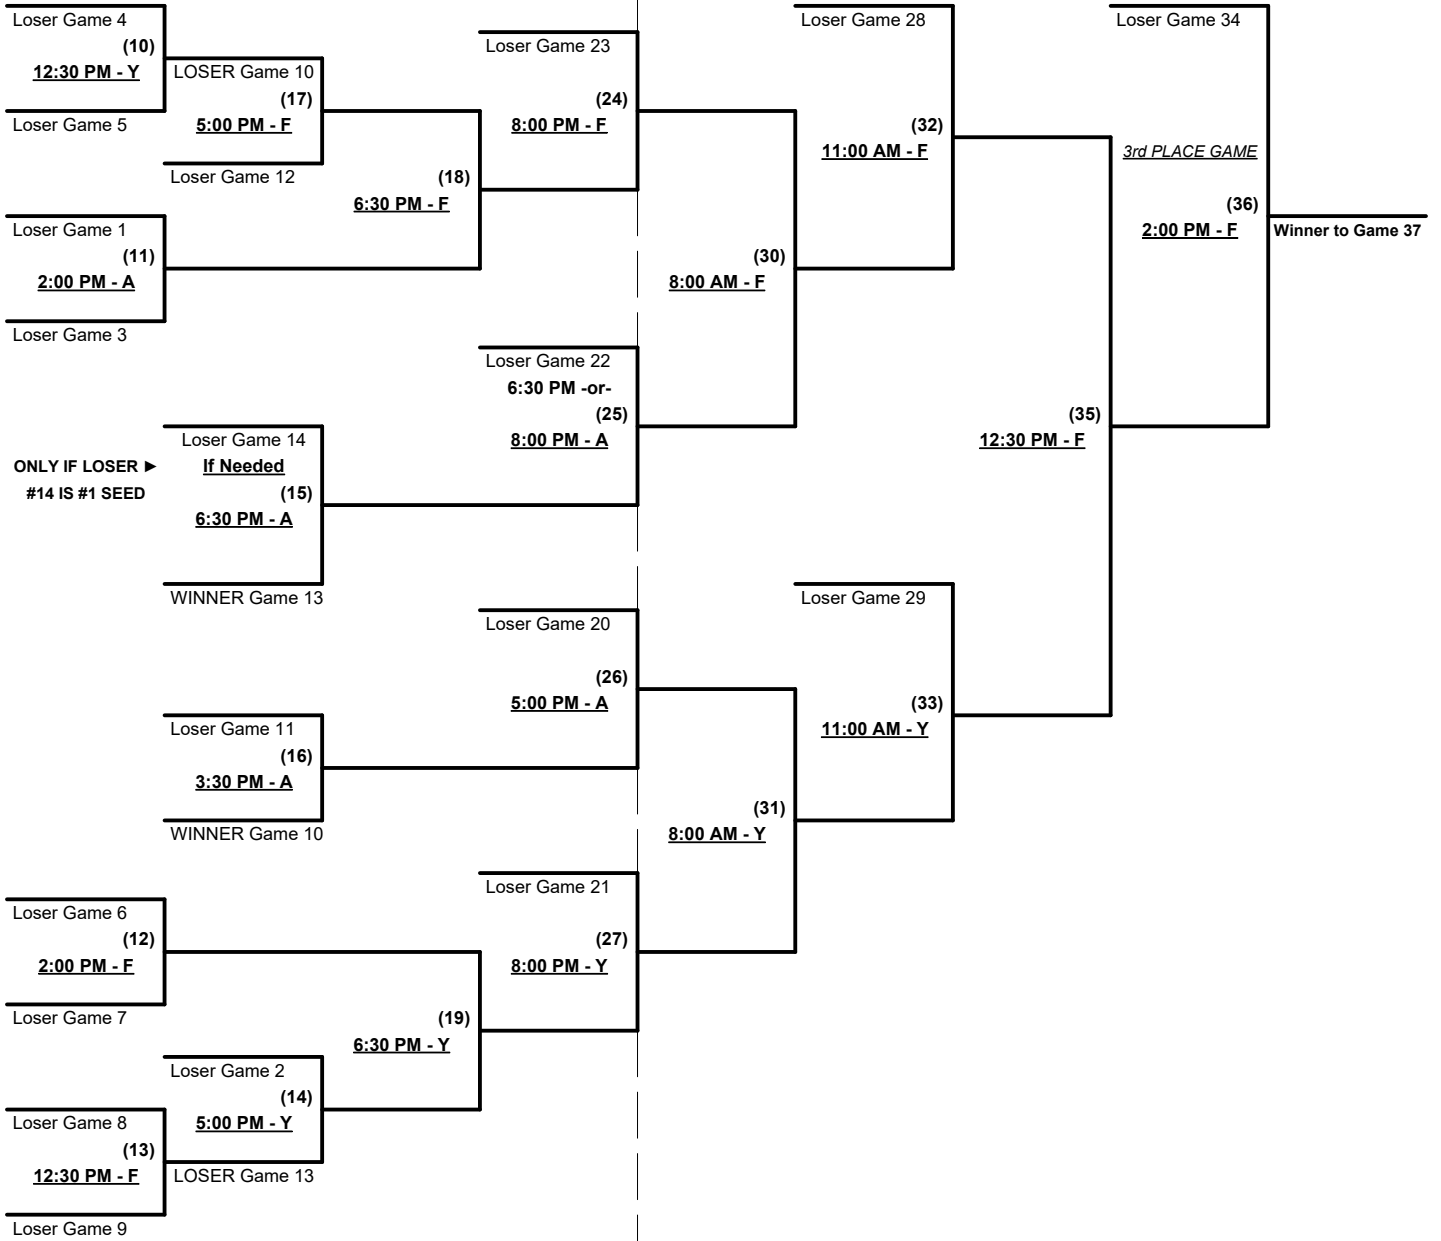 Loser Game 4
(10)
12:30 PM - Y
Loser Game 5
LOSER Game 10
(17)
5:00 PM - F
Loser Game 12
Loser Game 1
(11)
2:00 PM - A
Loser Game 3
(18)
6:30 PM - F
Loser Game 23
(24)
8:00 PM - F
Loser Game 22
6:30 PM -or-
(25)
8:00 PM - A
Loser Game 14
If Needed
(15)
6:30 PM - A
WINNER Game 13
ONLY IF LOSER ►
#14 IS #1 SEED
Loser Game 20
(26)
5:00 PM - A
Loser Game 11
(16)
3:30 PM - A
WINNER Game 10
Loser Game 21
(27)
8:00 PM - Y
Loser Game 6
(12)
2:00 PM - F
Loser Game 7
(19)
6:30 PM - Y
Loser Game 2
(14)
5:00 PM - Y
LOSER Game 13
Loser Game 8
(13)
12:30 PM - F
Loser Game 9
Loser Game 28
(32)
11:00 AM - F
(30)
8:00 AM - F
Loser Game 29
(33)
11:00 AM - Y
(31)
8:00 AM - Y
(35)
12:30 PM - F
Loser Game 34
3rd PLACE GAME
(36)
2:00 PM - F
Winner to Game 37